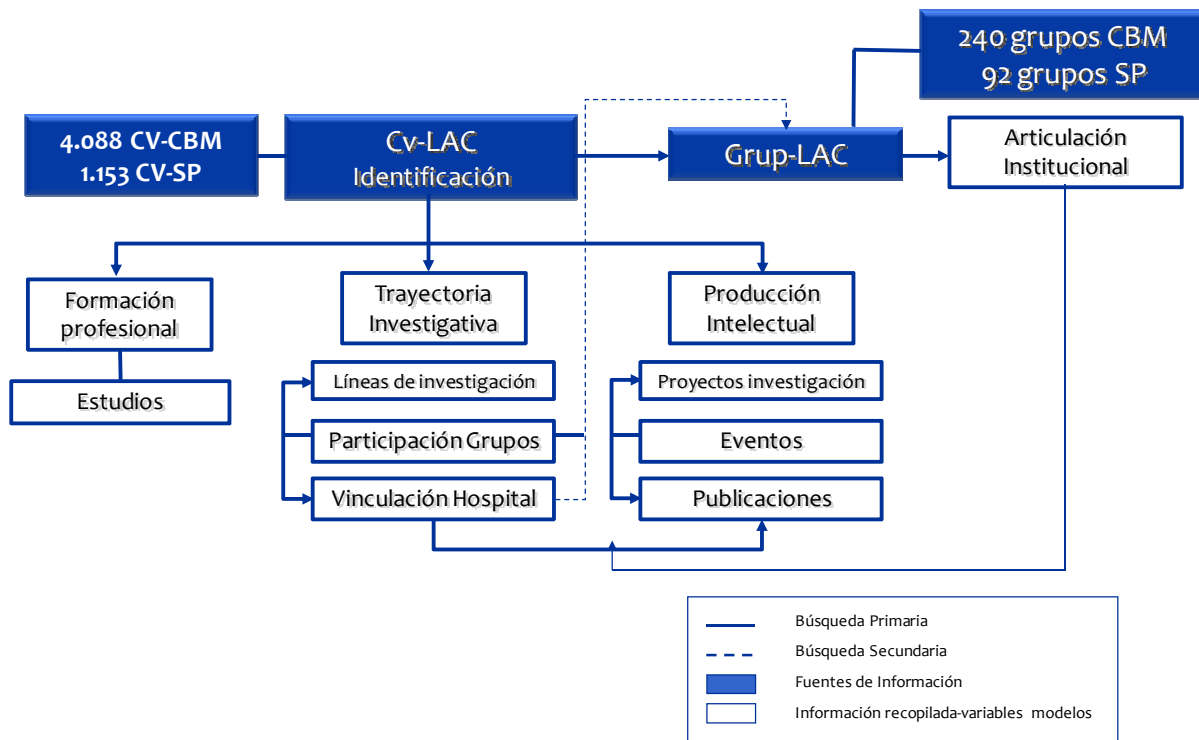 240 grupos CBM
92 grupos SP
4.088 CV-CBM
1.153 CV-SP
Cv-LAC
Identificación
Grup-LAC
Articulación
Institucional
Formación
profesional
Trayectoria
Investigativa
Producción
Intelectual
Estudios
Líneas de investigación
Participación Grupos
Vinculación Hospital
Proyectos investigación
Eventos
Publicaciones
Búsqueda Primaria
Búsqueda Secundaria
Fuentes de Información
Información recopilada-variables modelos